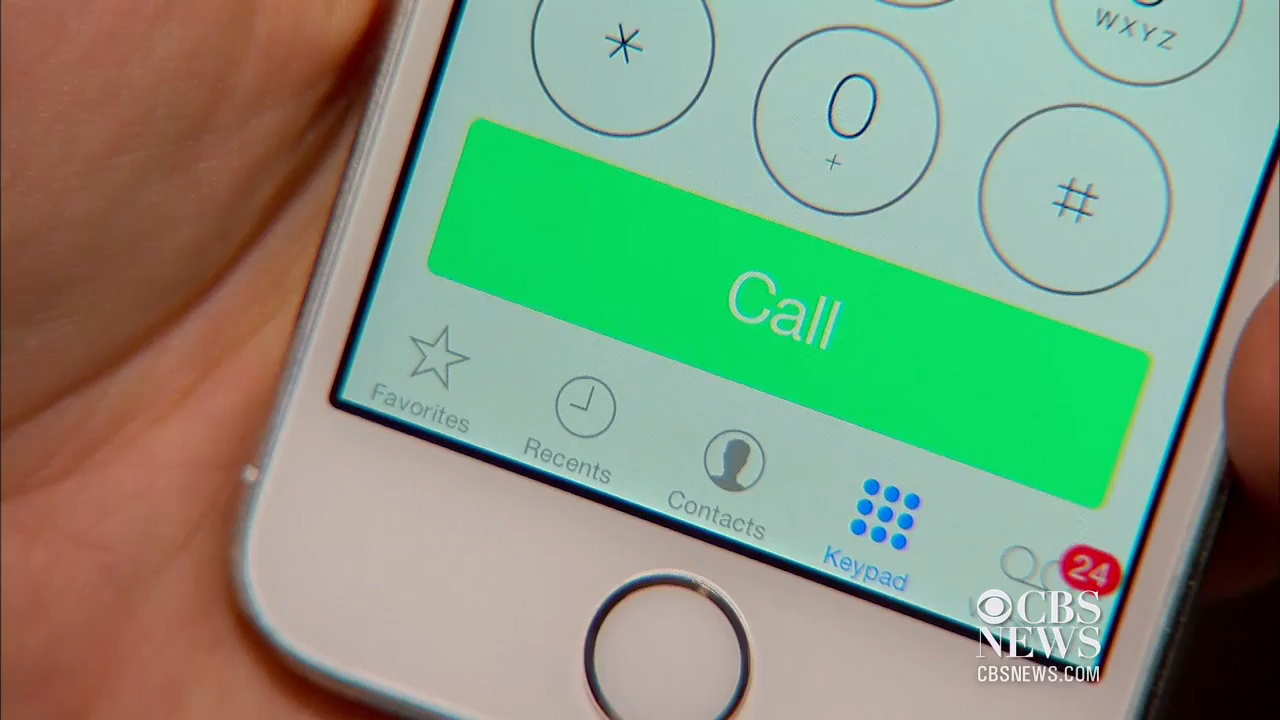 WXYZ
*
0
+
#
Call
Favorites
Recents
Contacts
Keypad
24
CBS
NEWS
CBSNEWS.COM